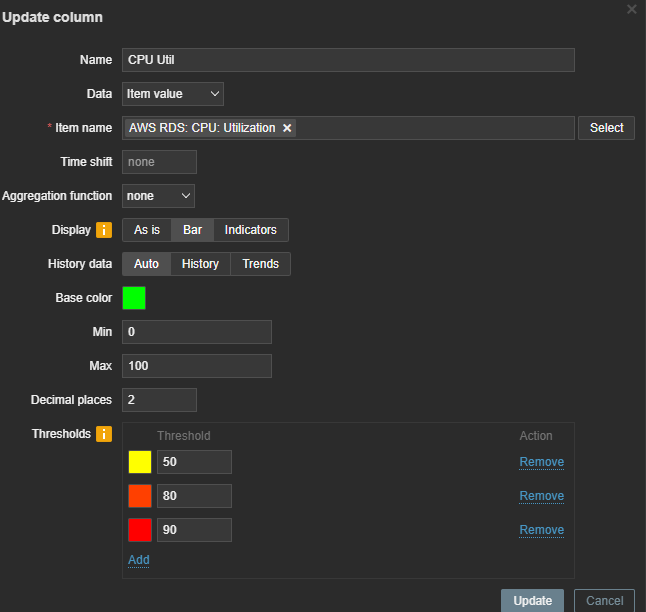 Update column
Name CPU Util
Data Item value
* Item name AWS RDS: CPU: Utilization × Select
Time shift none
Aggregation function none
Display i As is Bar Indicators
History data Auto History Trends
Base color
Min 0
Max 100
Decimal places 2
Thresholds i Threshold Action
50 Remove
80 Remove
90 Remove
Add
Update Cancel